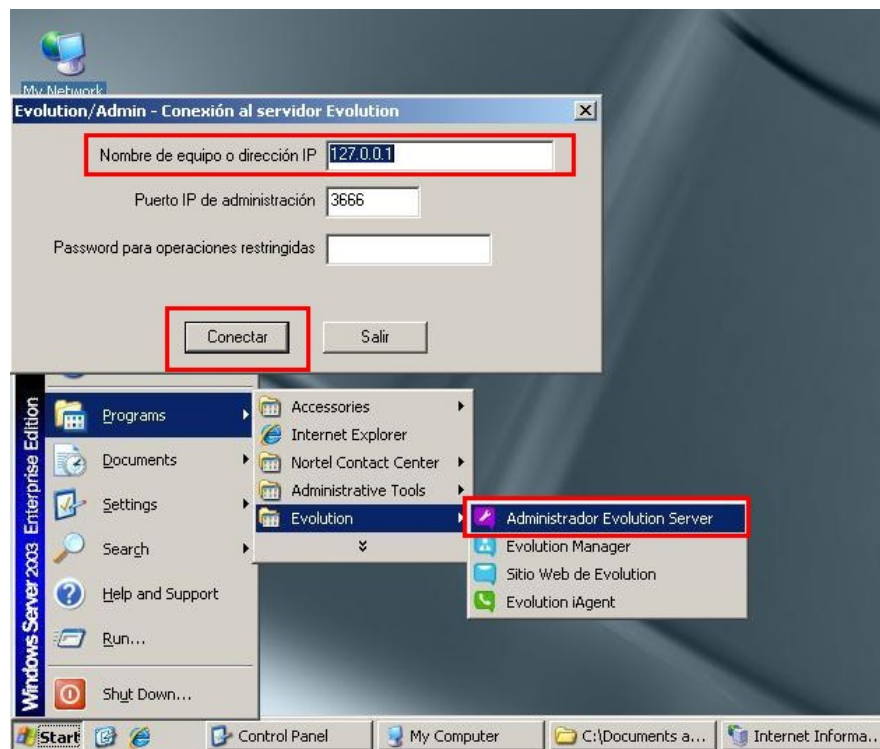 My Network
Evolution/Admin - Conexión al servidor Evolution
Nombre de equipo o dirección IP 127.0.0.1
Puerto IP de administración 3666
Password para operaciones restringidas
Conectar Salir
Windows Server 2003 Enterprise Edition
Programs
Documents
Settings
Search
Help and Support
Run...
Shut Down...
Accessories
Internet Explorer
Nortel Contact Center
Administrative Tools
Evolution
Administrador Evolution Server
Evolution Manager
Sitio Web de Evolution
Evolution iAgent
Start Control Panel My Computer C:\Documents a... Internet Informa...